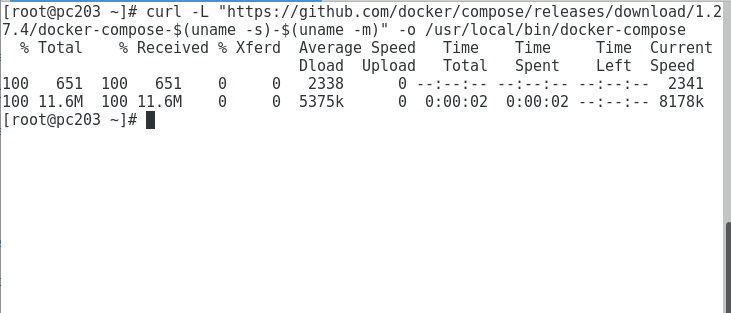 [root@pc203 ~]# curl -L "https://github.com/docker/compose/releases/download/1.2
7.4/docker-compose-$(uname -s)-$(uname -m)" -o /usr/local/bin/docker-compose
  % Total    % Received % Xferd  Average Speed   Time    Time     Time  Current
                                 Dload  Upload   Total   Spent    Left  Speed
100   651  100   651    0     0   2338      0 --:--:-- --:--:-- --:--:--  2341
100 11.6M  100 11.6M    0     0  5375k      0  0:00:02  0:00:02 --:--:-- 8178k
[root@pc203 ~]#